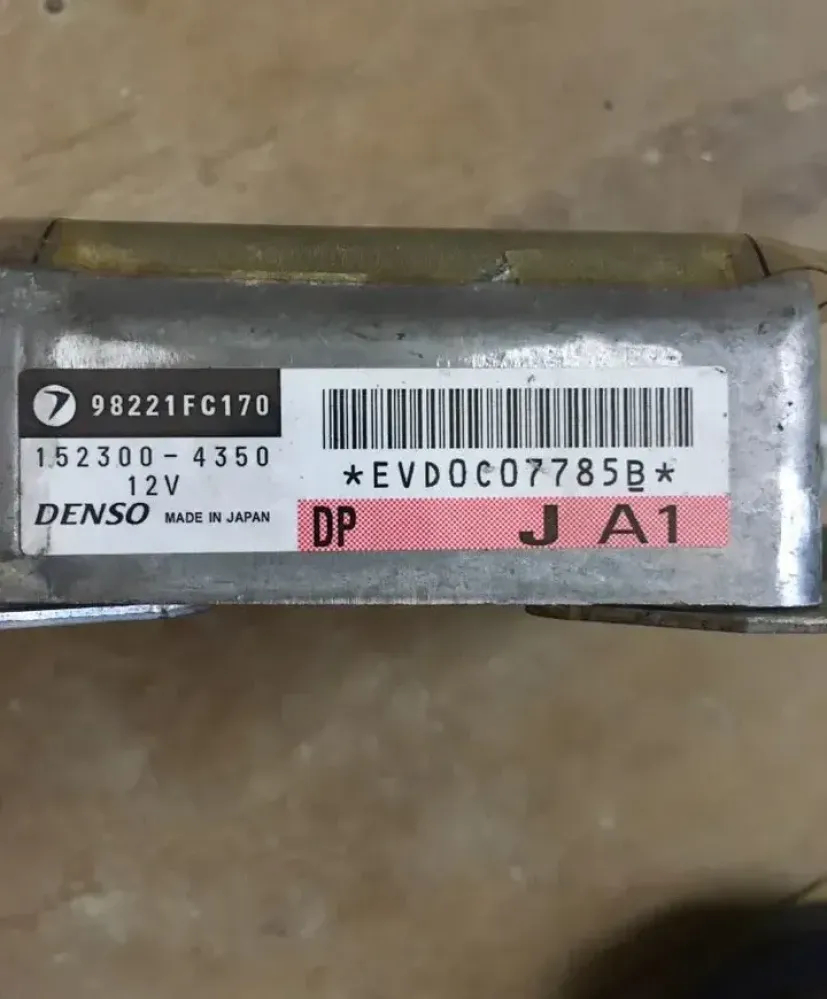 98221FC170
152300-4350
12V
DENSO MADE IN JAPAN
*EVD0C07785B*
DP J A1